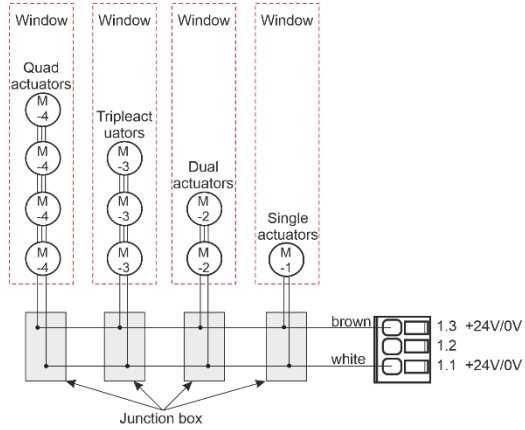 Window
Window
Window
Window
Quad
actuators
M
-4
M
-4
M
-4
M
-4
Tripleact
uators
M
-3
M
-3
M
-3
Dual
actuators
M
-2
M
-2
Single
actuators
M
-1
brown
1.3 +24V/0V
1.2
white
1.1 +24V/0V
Junction box